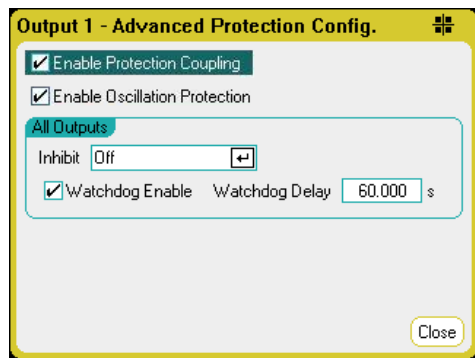 Output 1 - Advanced Protection Config.
Enable Protection Coupling
Enable Oscillation Protection
All Outputs
Inhibit Off
Watchdog Enable Watchdog Delay 60.000 s
Close